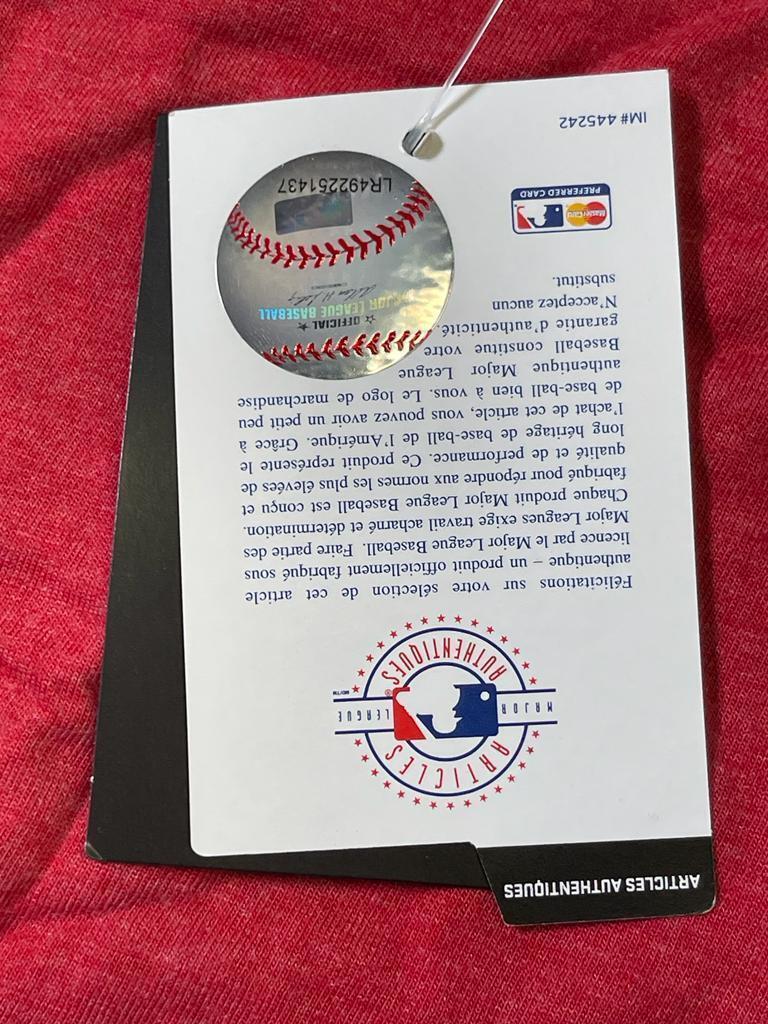 ARTICLES AUTHENTIQUES
ARTICLES
MAJOR LEAGUE
AUTHENTIQUES
Félicitations sur votre sélection de cet article
authentique – un produit officiellement fabriqué sous
licence par le Major League Baseball. Faire partie des
Major Leagues exige travail acharné et détermination.
Chaque produit Major League Baseball est conçu et
fabriqué pour répondre aux normes les plus élevées de
qualité et de performance. Ce produit représente le
long héritage de base-ball de l'Amérique. Grâce à
l'achat de cet article, vous pouvez avoir un petit peu
de base-ball bien à vous. Le logo de marchandise
authentique Major League
Baseball constitue votre
garantie d'authenticité.
N'acceptez aucun
substitut.
☆ OFFICIAL ☆
MAJOR LEAGUE BASEBALL
LR492251437
MasterCard
PREFERRED CARD
IM# 445242